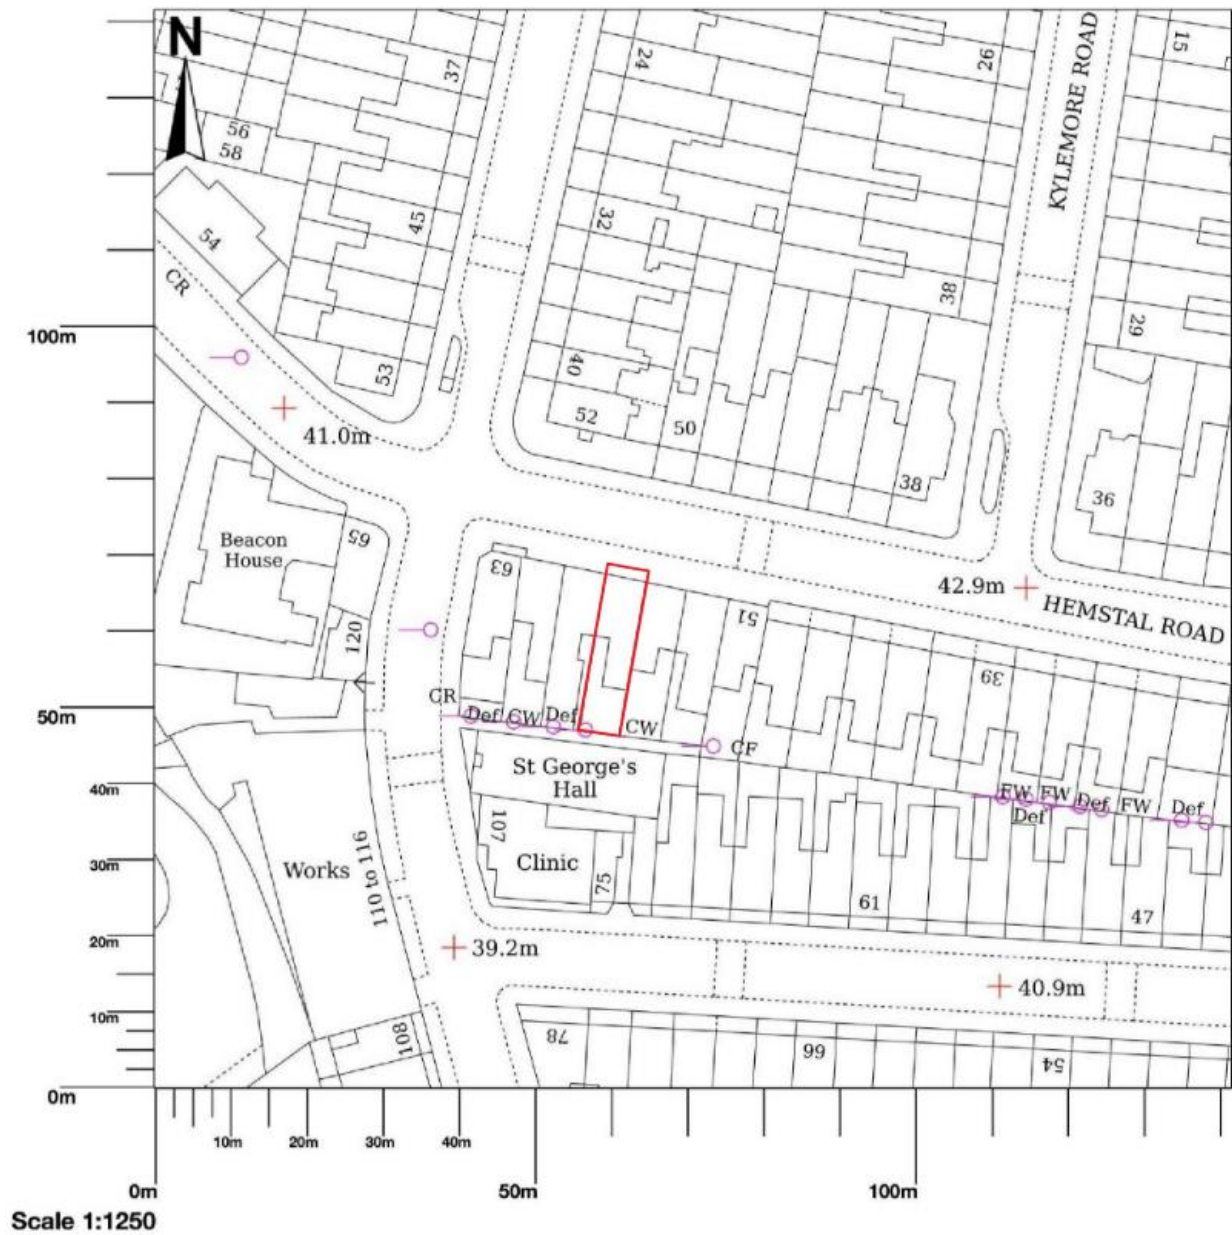 N
37
24
26
KYLEMORE ROAD
15
56
58
54
45
32
38
CR
29
100m
53
40
52
50
41.0m
38
36
Beacon
House
65
63
42.9m
HEMSTAL ROAD
51
120
39
CR
50m
Def
CW
Def
CW
CF
St George's
Hall
40m
FW
FW
Def
FW
Def
Def
107
Works
110 to 116
Clinic
75
30m
61
47
20m
39.2m
40.9m
10m
108
78
66
54
0m
10m
20m
30m
40m
0m
50m
100m
Scale 1:1250